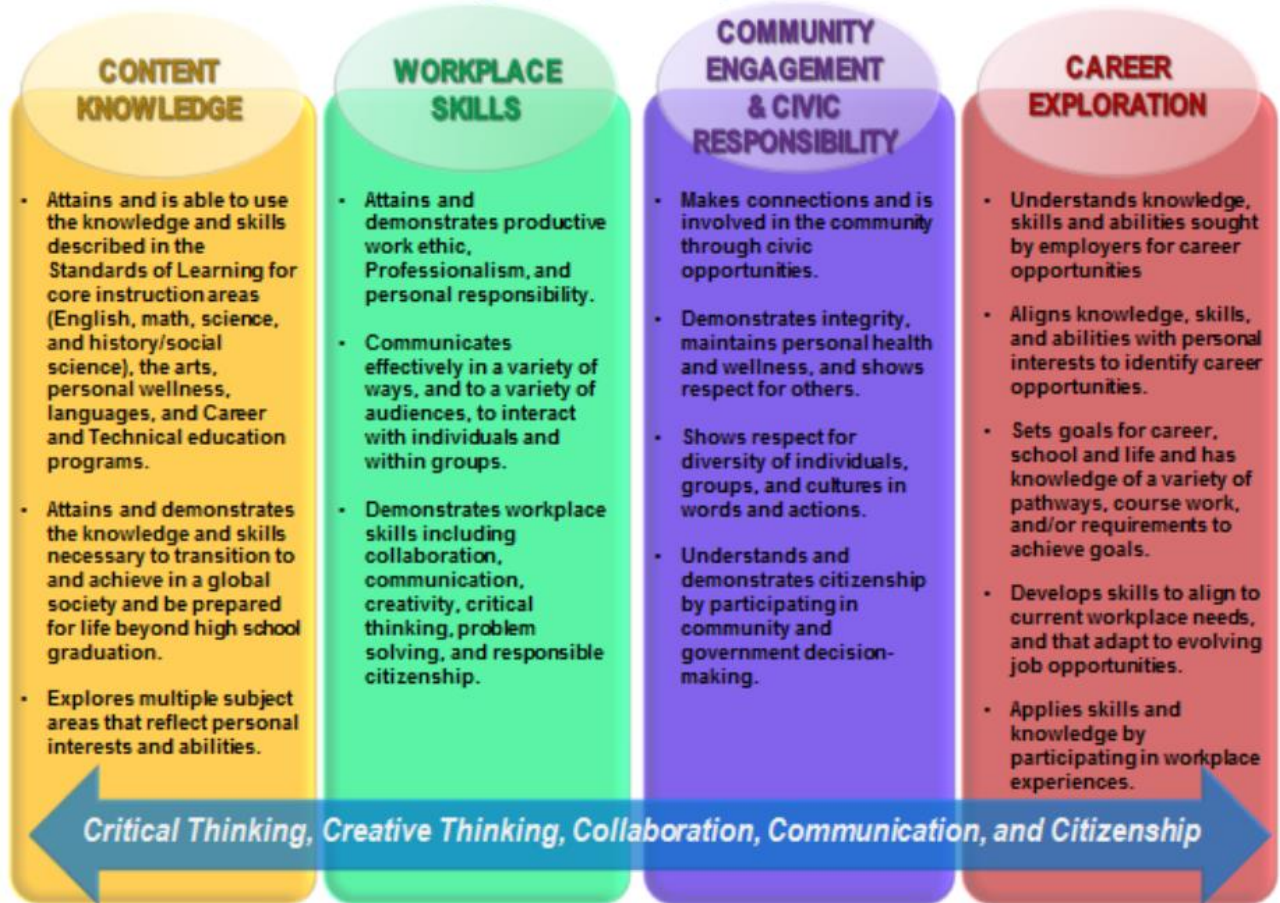 CONTENT
KNOWLEDGE
• Attains and is able to use
the knowledge and skills
described in the
Standards of Learning for
core instruction areas
(English, math, science,
and history/social
science), the arts,
personal wellness,
languages, and Career
and Technical education
programs.
• Attains and demonstrates
the knowledge and skills
necessary to transition to
and achieve in a global
society and be prepared
for life beyond high school
graduation.
• Explores multiple subject
areas that reflect personal
interests and abilities.
WORKPLACE
SKILLS
• Attains and
demonstrates productive
work ethic,
Professionalism, and
personal responsibility.
• Communicates
effectively in a variety of
ways, and to a variety of
audiences, to interact
with individuals and
within groups.
• Demonstrates workplace
skills including
collaboration,
communication,
creativity, critical
thinking, problem
solving, and responsible
citizenship.
COMMUNITY
ENGAGEMENT
& CIVIC
RESPONSIBILITY
• Makes connections and is
involved in the community
through civic
opportunities.
• Demonstrates integrity,
maintains personal health
and wellness, and shows
respect for others.
• Shows respect for
diversity of individuals,
groups, and cultures in
words and actions.
• Understands and
demonstrates citizenship
by participating in
community and
government decision-
making.
CAREER
EXPLORATION
• Understands knowledge,
skills and abilities sought
by employers for career
opportunities
• Aligns knowledge, skills,
and abilities with personal
interests to identify career
opportunities.
• Sets goals for career,
school and life and has
knowledge of a variety of
pathways, course work,
and/or requirements to
achieve goals.
• Develops skills to align to
current workplace needs,
and that adapt to evolving
job opportunities.
• Applies skills and
knowledge by
participating in workplace
experiences.
Critical Thinking, Creative Thinking, Collaboration, Communication, and Citizenship